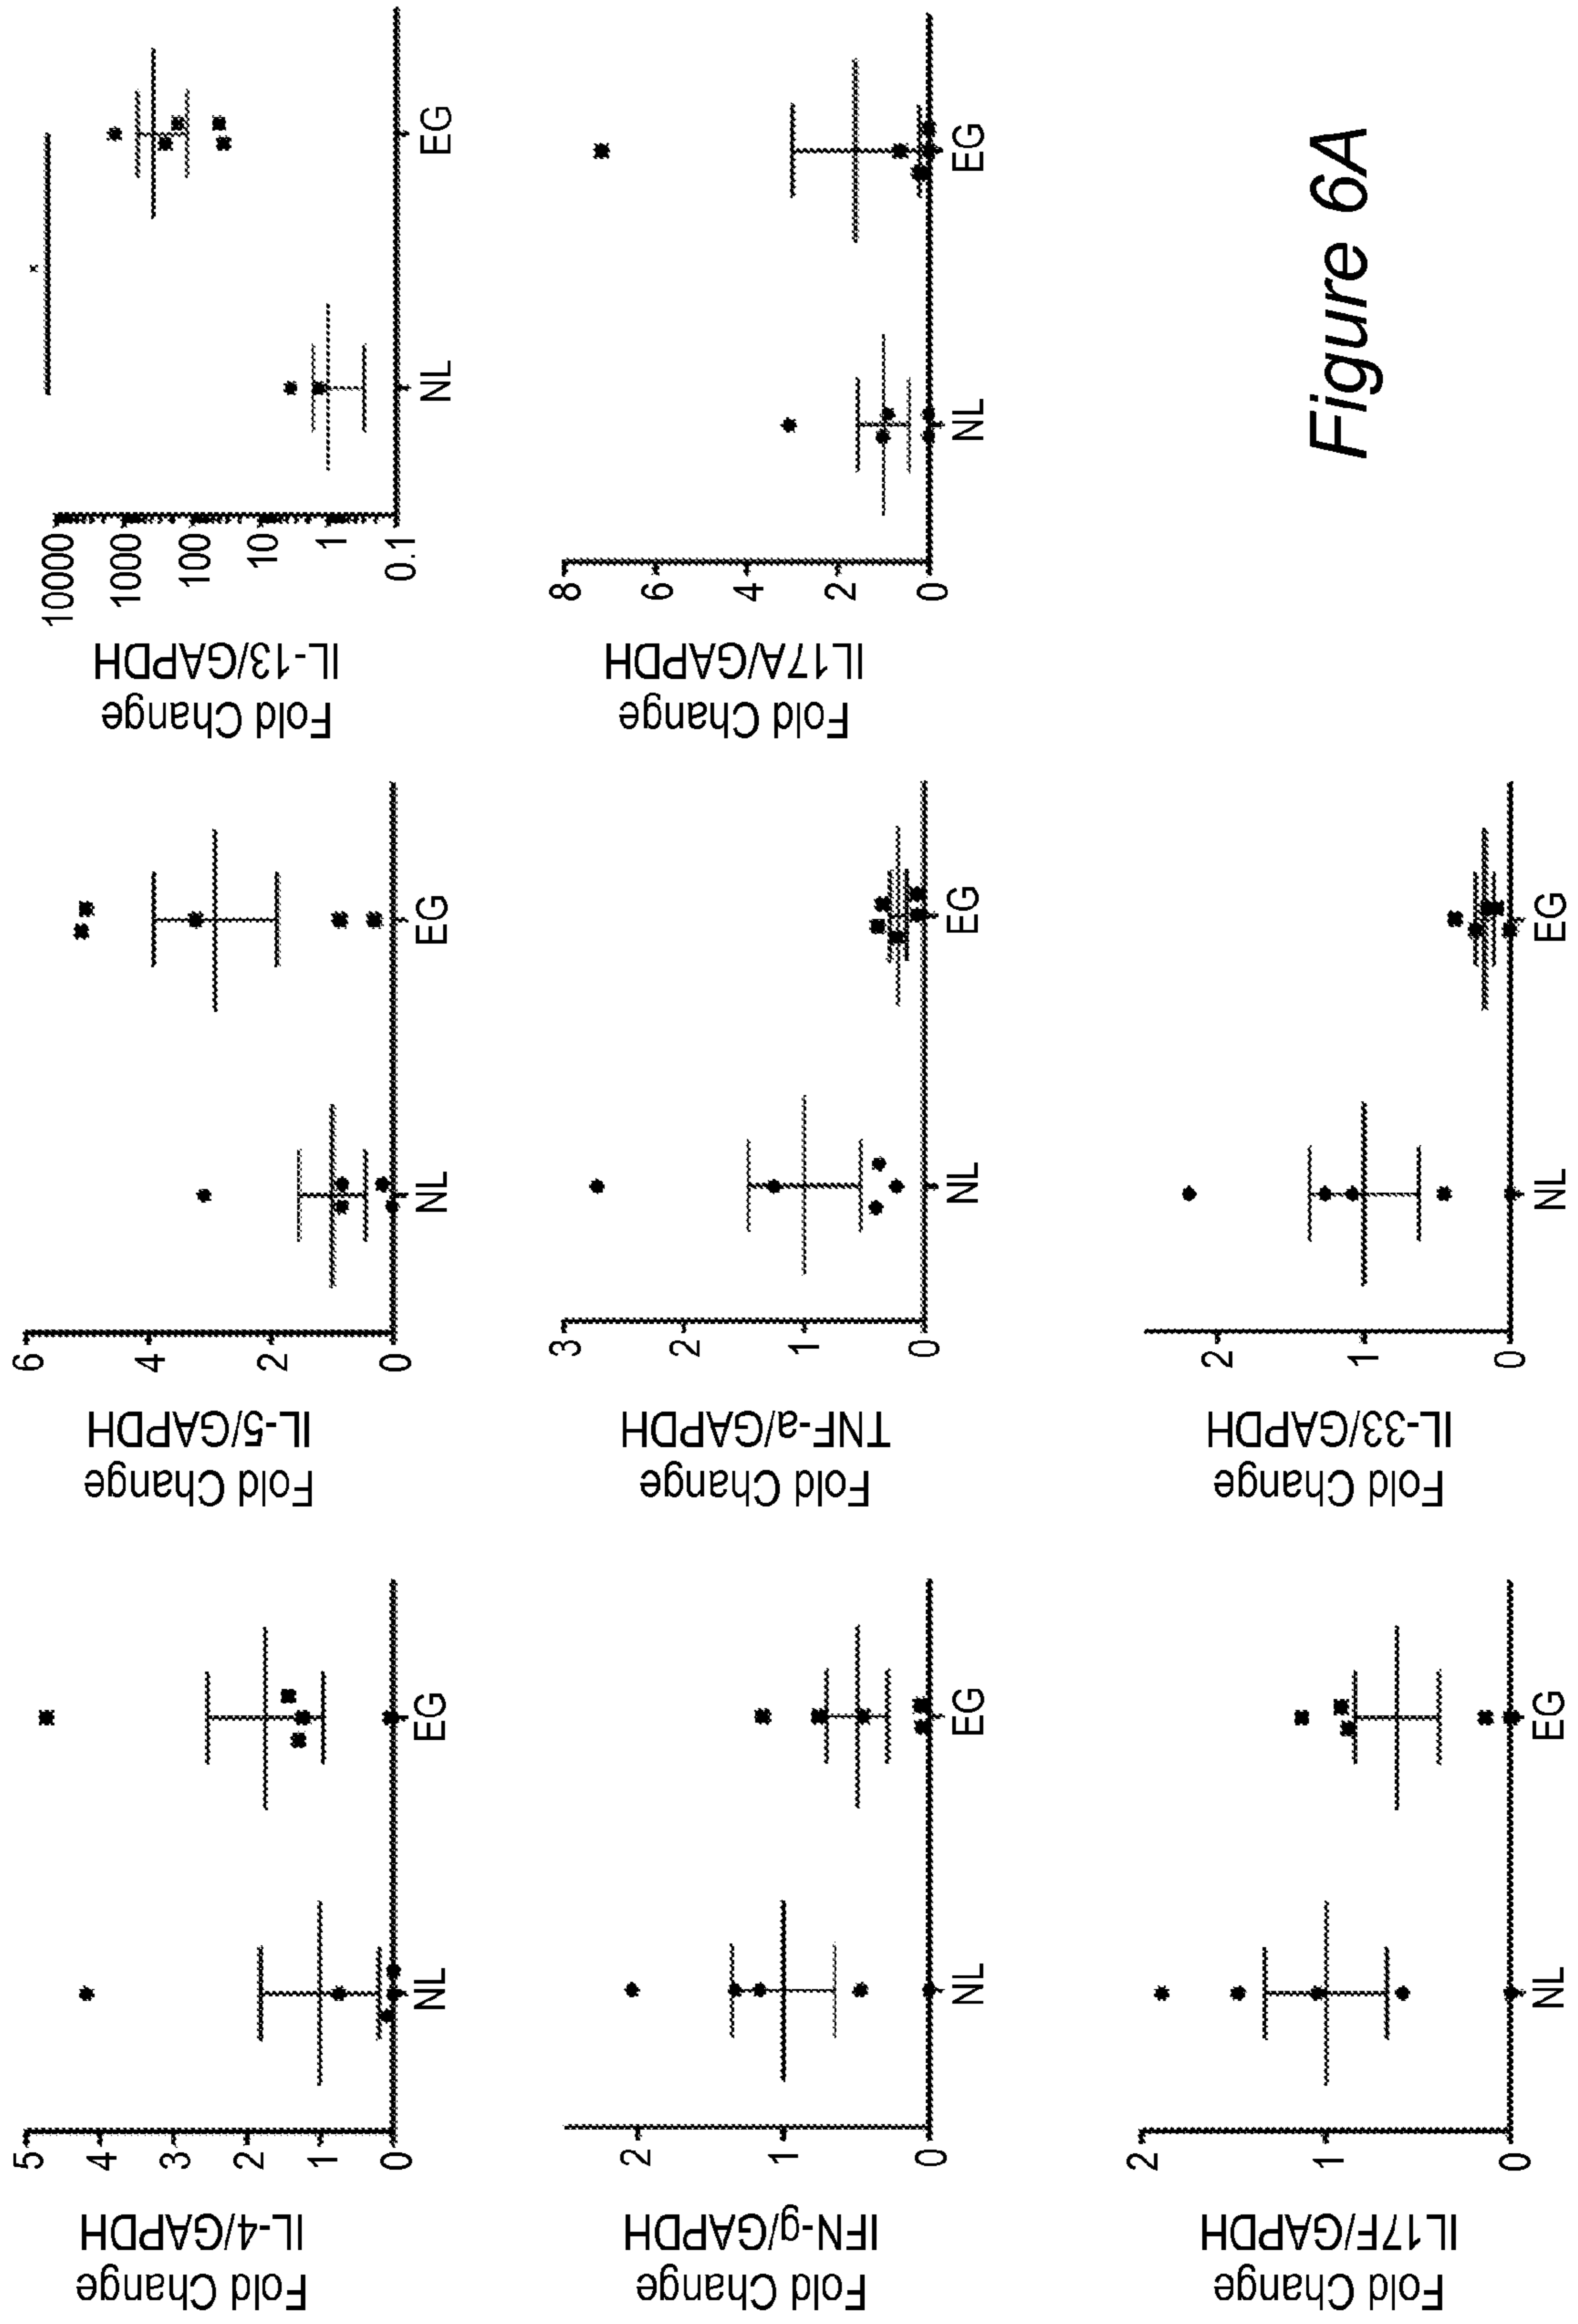 Fold Change
IL-4/GAPDH
5
4
3
2
1
0
NL
EG
Fold Change
IL-5/GAPDH
6
4
2
0
NL
EG
Fold Change
IL-13/GAPDH
10000
1000
100
10
1
0.1
NL
EG
Fold Change
IFN-g/GAPDH
2
1
0
NL
EG
Fold Change
TNF-a/GAPDH
3
2
1
0
NL
EG
Fold Change
IL17A/GAPDH
8
6
4
2
0
NL
EG
Fold Change
IL17F/GAPDH
2
1
0
NL
EG
Fold Change
IL-33/GAPDH
2
1
0
NL
EG
Figure 6A